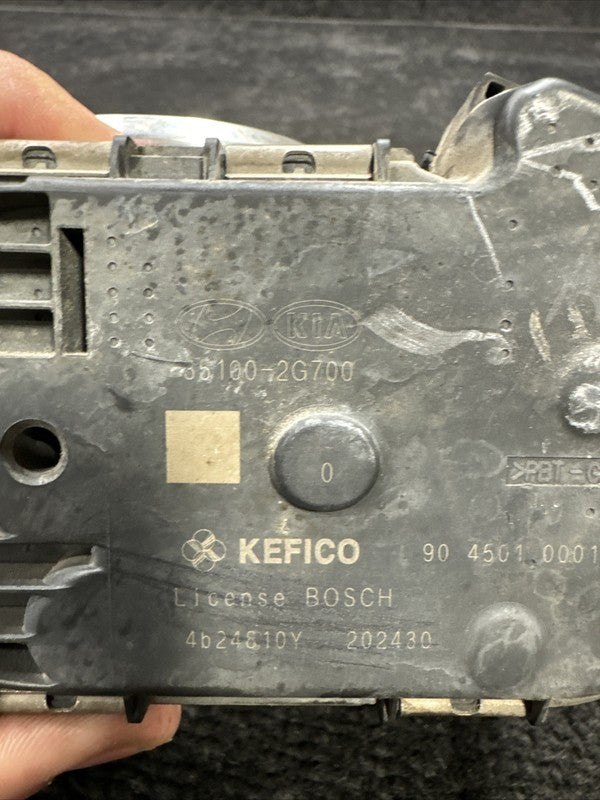 KIA
35100-2G700
0
KEFICO 90 4501 0001
License BOSCH
4b24810Y 202430